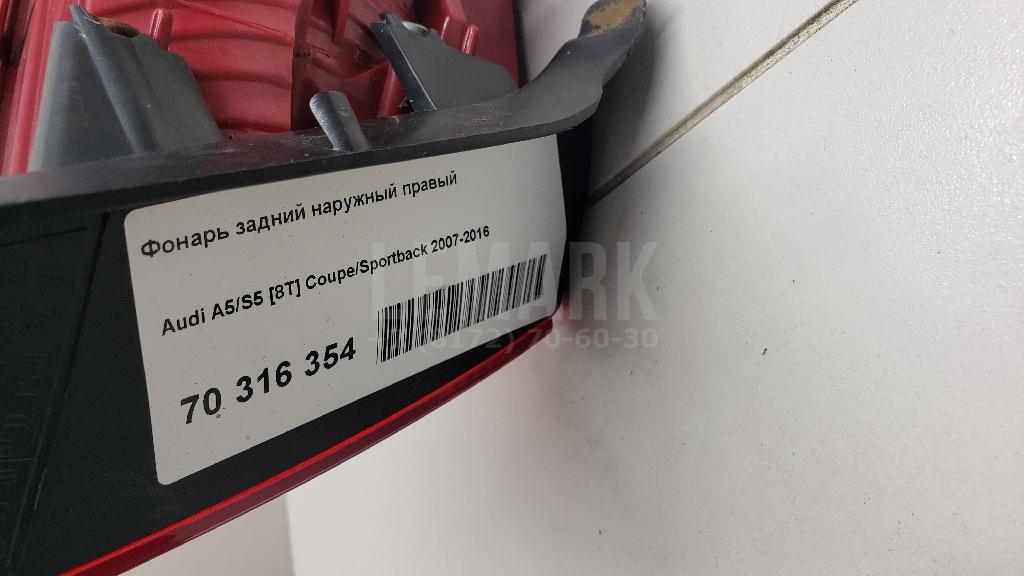 Фонарь задний наружный правый
Audi A5/S5 [8T] Coupe/Sportback 2007-2016
70 316 354
LEMARK
(8172) 70-60-30